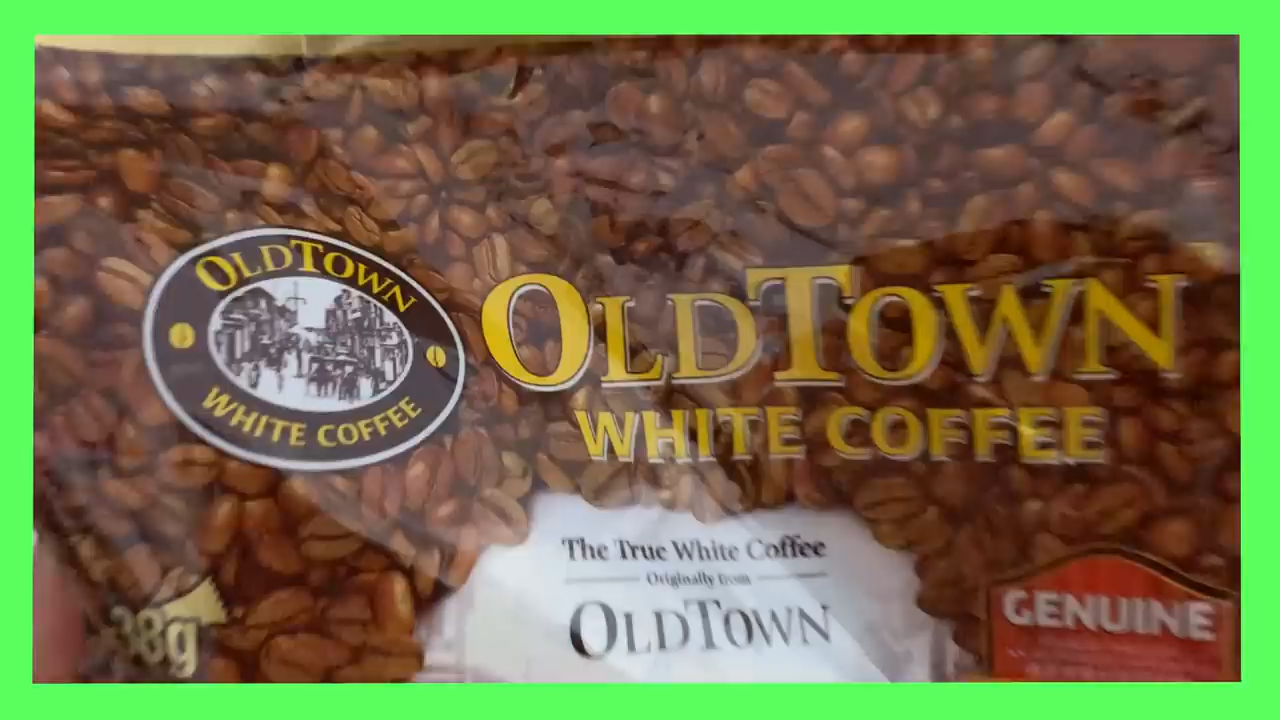 OLDTOWN
WHITE COFFEE
OLDTOWN
WHITE COFFEE
The True White Coffee
Originally from
OLDTOWN
GENUINE